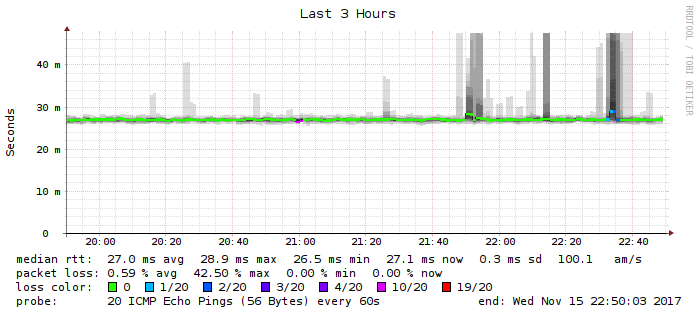 Last 3 Hours
RRDTOOL / TOBI OETIKER
Seconds
40 m
30 m
20 m
10 m
0
20:00 20:20 20:40 21:00 21:20 21:40 22:00 22:20 22:40
median rtt: 27.0 ms avg 28.9 ms max 26.5 ms min 27.1 ms now 0.3 ms sd 100.1 am/s
packet loss: 0.59 % avg 42.50 % max 0.00 % min 0.00 % now
loss color: 0 1/20 2/20 3/20 4/20 10/20 19/20
probe: 20 ICMP Echo Pings (56 Bytes) every 60s end: Wed Nov 15 22:50:03 2017